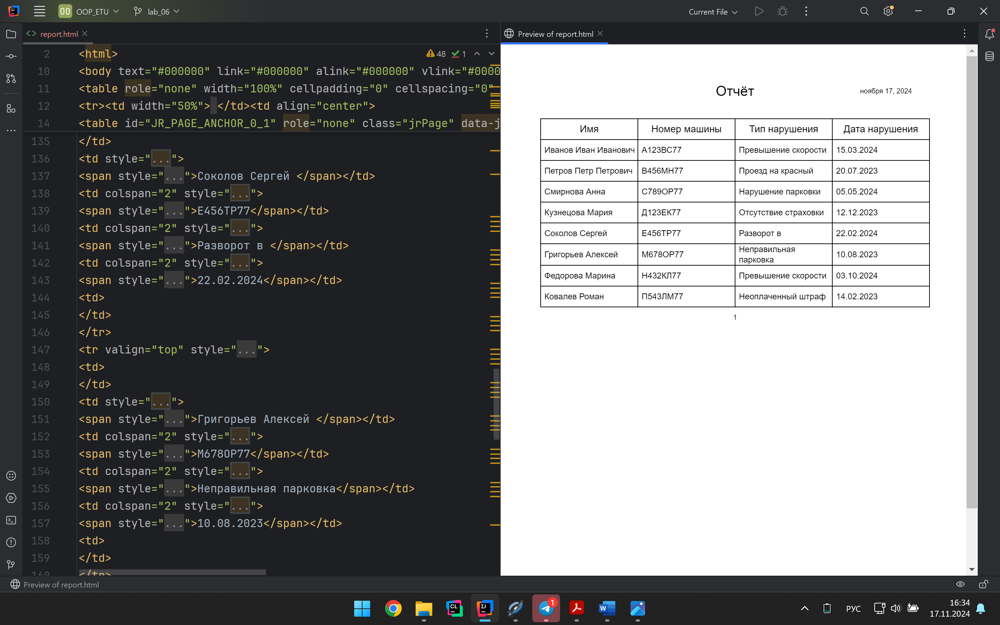 IJ
OO OOP_ETU lab_06 Current File
report.html
2 <html> 48 1
10 <body text="#000000" link="#000000" alink="#000000" vlink="#0000
11 <table role="none" width="100%" cellpadding="0" cellspacing="0"
12 <tr><td width="50%"> </td><td align="center">
14 <table id="JR_PAGE_ANCHOR_0_1" role="none" class="jrPage" data-j
135 </td>
136 <td style="...">
137 <span style="...">Соколов Сергей </span></td>
138 <td colspan="2" style="...">
139 <span style="...">Е456ТР77</span></td>
140 <td colspan="2" style="...">
141 <span style="...">Разворот в </span></td>
142 <td colspan="2" style="...">
143 <span style="...">22.02.2024</span></td>
144 <td>
145 </td>
146 </tr>
147 <tr valign="top" style="...">
148 <td>
149 </td>
150 <td style="...">
151 <span style="...">Григорьев Алексей </span></td>
152 <td colspan="2" style="...">
153 <span style="...">М678ОР77</span></td>
154 <td colspan="2" style="...">
155 <span style="...">Неправильная парковка</span></td>
156 <td colspan="2" style="...">
157 <span style="...">10.08.2023</span></td>
158 <td>
159 </td>
160 </tr>
Preview of report.html
Отчёт ноября 17, 2024
Имя Номер машины Тип нарушения Дата нарушения
Иванов Иван Иванович А123ВС77 Превышение скорости 15.03.2024
Петров Петр Петрович В456МН77 Проезд на красный 20.07.2023
Смирнова Анна С789ОР77 Нарушение парковки 05.05.2024
Кузнецова Мария Д123ЕК77 Отсутствие страховки 12.12.2023
Соколов Сергей Е456ТР77 Разворот в 22.02.2024
Григорьев Алексей М678ОР77 Неправильная парковка 10.08.2023
Федорова Марина Н432КЛ77 Превышение скорости 03.10.2024
Ковалев Роман П543ЛМ77 Неоплаченный штраф 14.02.2023
1
Preview of report.html
CL IJ 1 W
РУС 16:34
17.11.2024